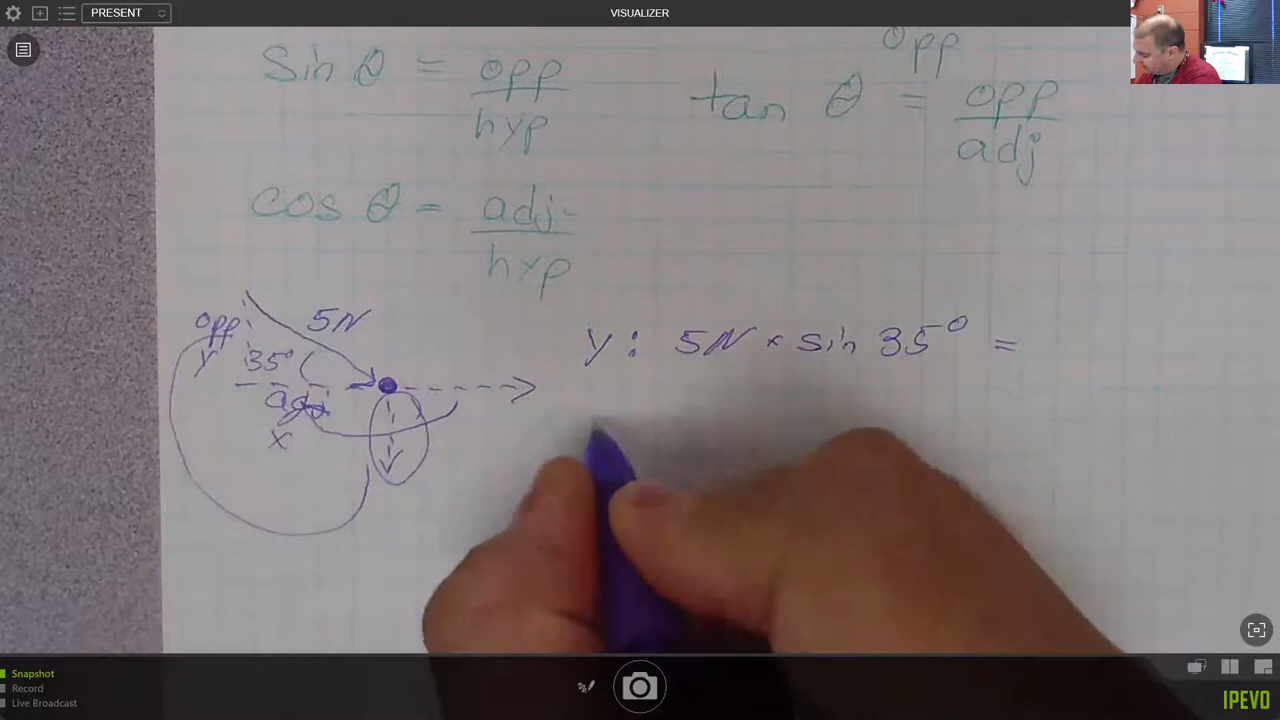 PRESENT
VISUALIZER
opp
sin θ = opp
hyp
tan θ = opp
adj
cos θ = adj
hyp
opp
y
5N
35°
adj
x
y: 5N × sin 35° =
Snapshot
Record
Live Broadcast
IPEVO